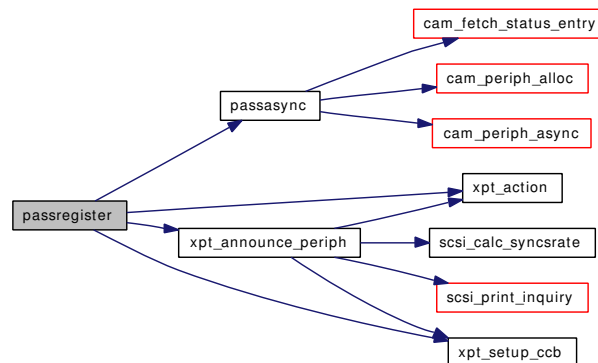 cam_fetch_status_entry
cam_periph_alloc
passasync
cam_periph_async
xpt_action
passregister
xpt_announce_periph
scsi_calc_syncsrate
scsi_print_inquiry
xpt_setup_ccb